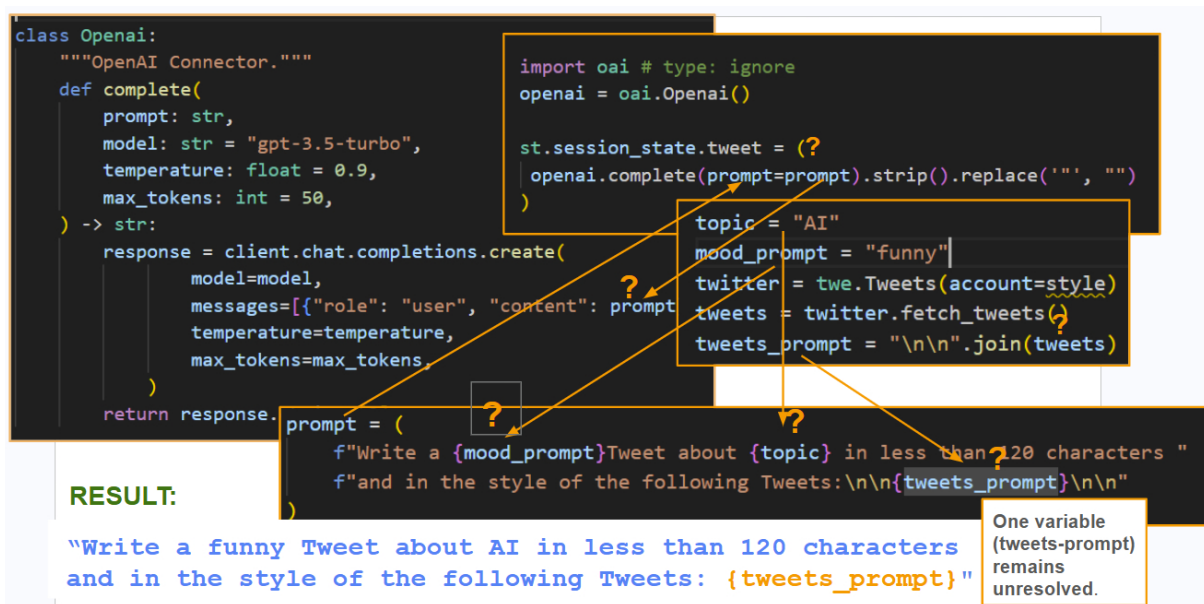 class Openai:
    """OpenAI Connector."""
    def complete(
        prompt: str,
        model: str = "gpt-3.5-turbo",
        temperature: float = 0.9,
        max_tokens: int = 50,
    ) -> str:
        response = client.chat.completions.create(
                model=model,
                messages=[{"role": "user", "content": prompt
                temperature=temperature,
                max_tokens=max_tokens,
            )
        return response.
import oai # type: ignore
openai = oai.Openai()
st.session_state.tweet = (?
 openai.complete(prompt=prompt).strip().replace('"', "")
)
?
topic = "AI"
mood_prompt = "funny"
twitter = twe.Tweets(account=style)
tweets = twitter.fetch_tweets()
?
tweets_prompt = "\n\n".join(tweets)
?
?
prompt = (
    f"Write a {mood_prompt}Tweet about {topic} in less than 120 characters "
?
    f"and in the style of the following Tweets:\n\n{tweets_prompt}\n\n"
)
RESULT:
“Write a funny Tweet about AI in less than 120 characters
and in the style of the following Tweets: {tweets_prompt}"
One variable
(tweets-prompt)
remains
unresolved.